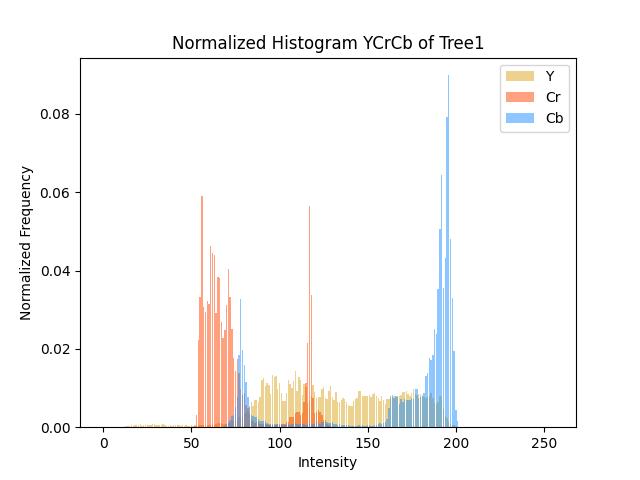 Normalized Histogram YCrCb of Tree1
Y
Cr
Cb
Normalized Frequency
0.08
0.06
0.04
0.02
0.00
0 50 100 150 200 250
Intensity